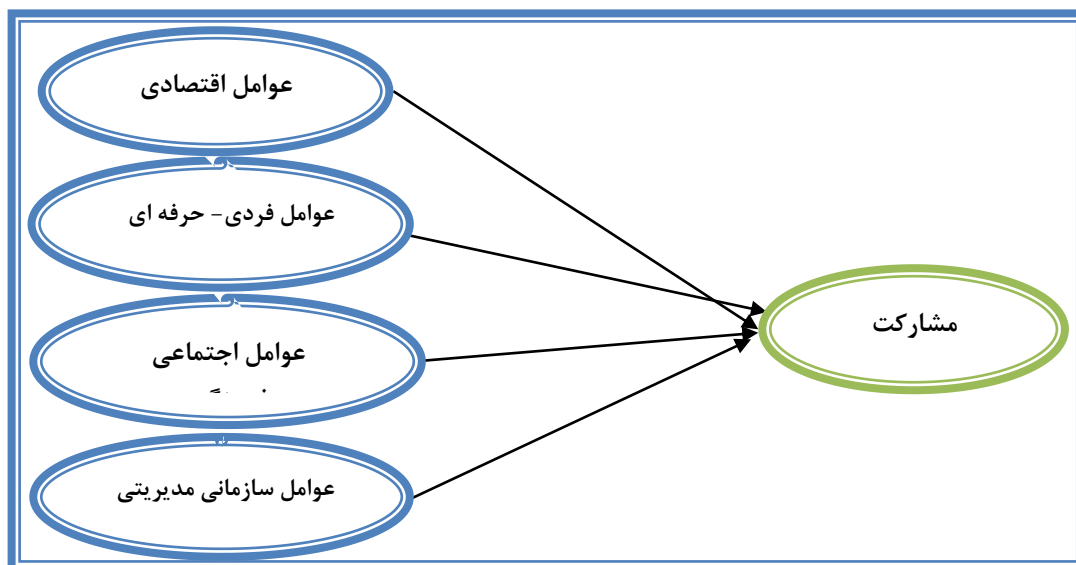 عوامل اقتصادی
عوامل فردی- حرفه ای
عوامل اجتماعی
عوامل سازمانی مدیریتی
مشارکت